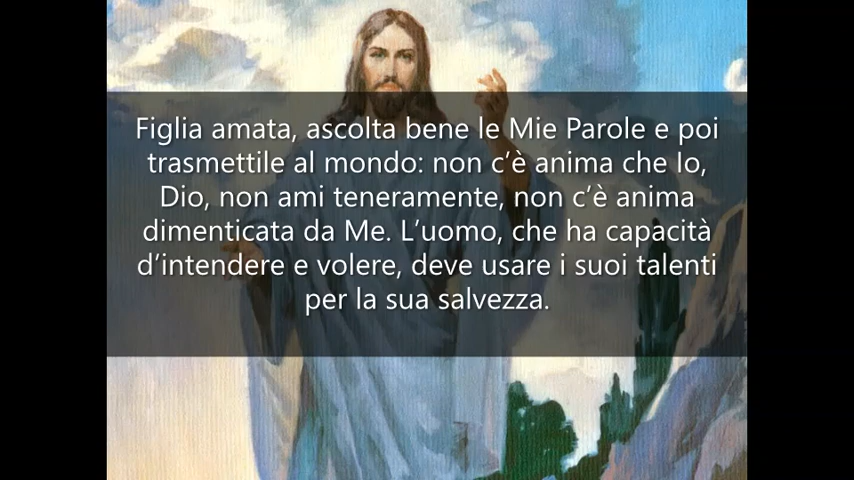 Figlia amata, ascolta bene le Mie Parole e poi
trasmettile al mondo: non c’è anima che Io,
Dio, non ami teneramente, non c’è anima
dimenticata da Me. L’uomo, che ha capacità
d’intendere e volere, deve usare i suoi talenti
per la sua salvezza.